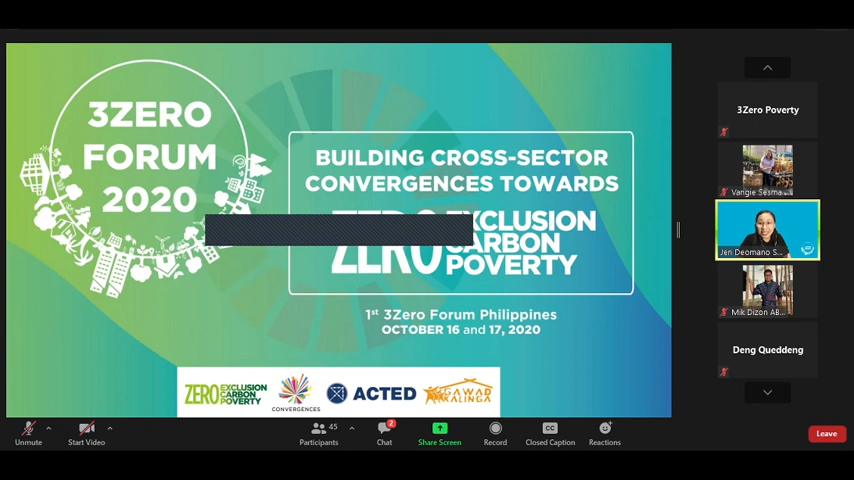 3ZERO
FORUM
2020
BUILDING CROSS-SECTOR
CONVERGENCES TOWARDS
ZERO
EXCLUSION
CARBON
POVERTY
1st 3Zero Forum Philippines
OCTOBER 16 and 17, 2020
ZERO
EXCLUSION
CARBON
POVERTY
CONVERGENCES
ACTED
GAWAD
KALINGA
3Zero Poverty
Vangie Sesma...
Jen Deomano S...
Mik Dizon AB...
Deng Queddeng
Unmute
Start Video
45
Participants
2
Chat
Share Screen
Record
CC
Closed Caption
Reactions
Leave